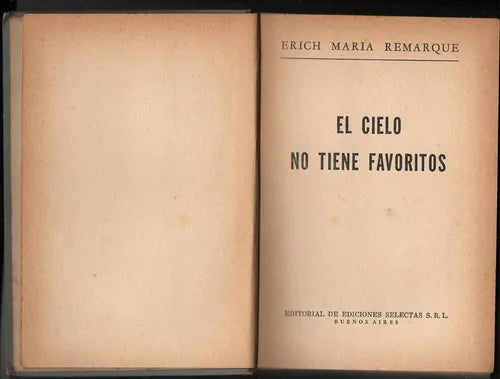 ERICH MARIA REMARQUE
EL CIELO
NO TIENE FAVORITOS
EDITORIAL DE EDICIONES SELECTAS S. R. L.
BUENOS AIRES